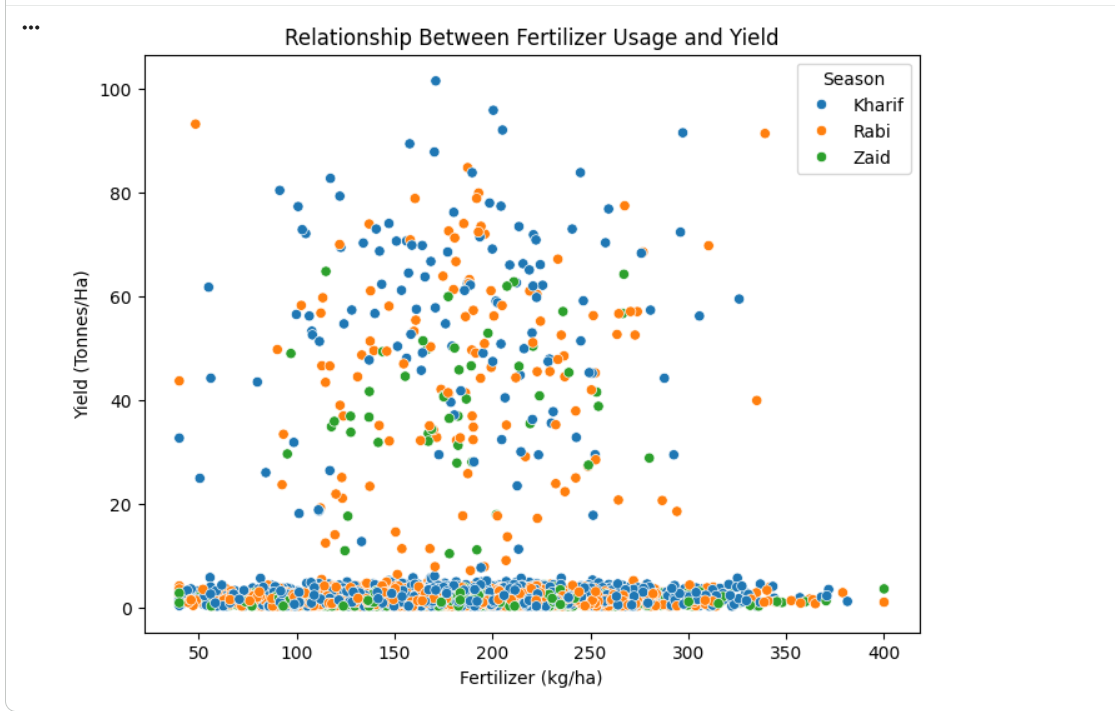 ...
Relationship Between Fertilizer Usage and Yield
Season
Kharif
Rabi
Zaid
Yield (Tonnes/Ha)
100
80
60
40
20
0
50 100 150 200 250 300 350 400
Fertilizer (kg/ha)